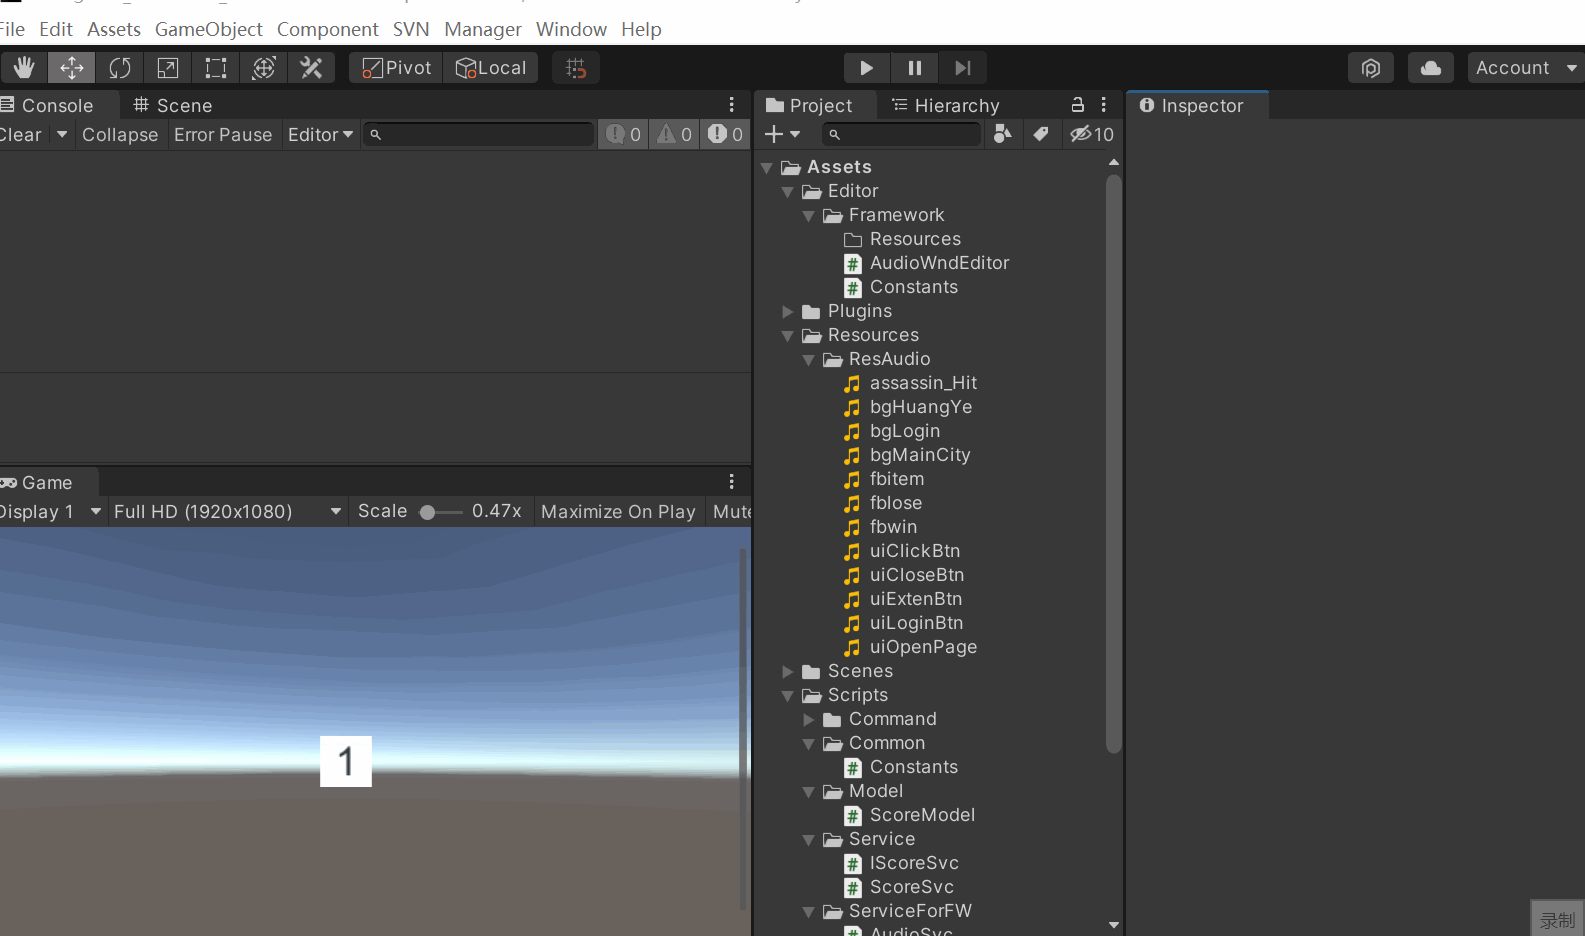 File Edit Assets GameObject Component SVN Manager Window Help
Pivot Local Account
Console Scene
Clear Collapse Error Pause Editor 0 0 0
Project Hierarchy
10
Inspector
Assets
Editor
Framework
Resources
AudioWndEditor
Constants
Plugins
Resources
ResAudio
assassin_Hit
bgHuangYe
bgLogin
bgMainCity
fbitem
fblose
fbwin
uiClickBtn
uiCloseBtn
uiExtenBtn
uiLoginBtn
uiOpenPage
Scenes
Scripts
Command
Common
Constants
Model
ScoreModel
Service
IScoreSvc
ScoreSvc
ServiceForFW
AudioSvc
Game
Display 1 Full HD (1920x1080) Scale 0.47x Maximize On Play Mute
1
录制